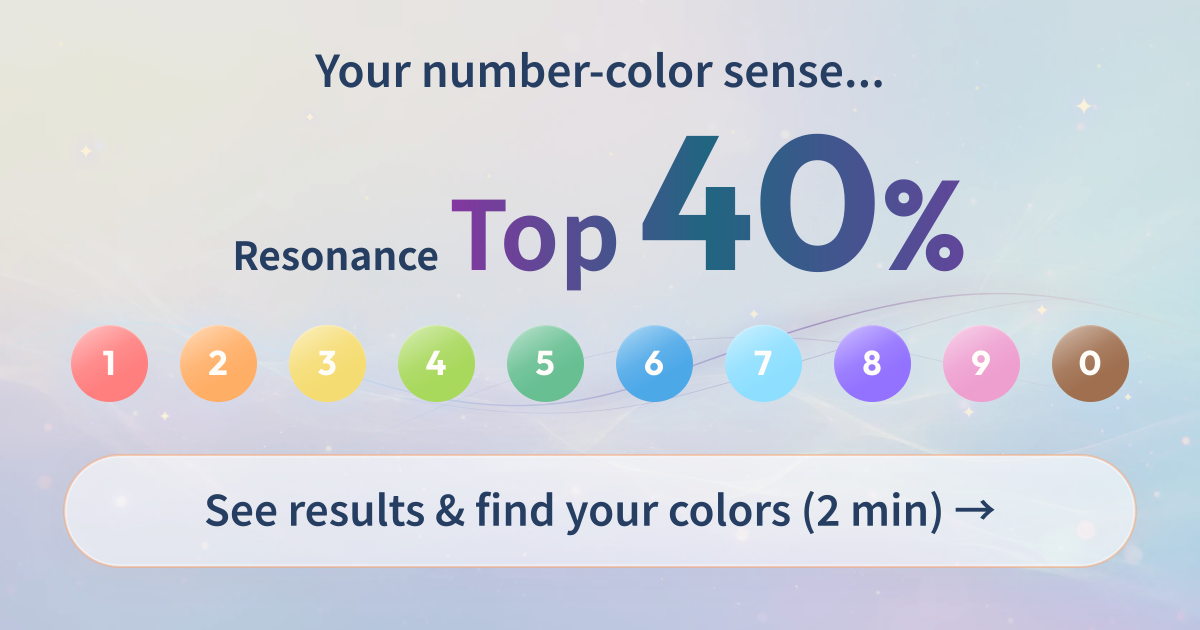 Your number-color sense...
Resonance Top 40%
1 2 3 4 5 6 7 8 9 0
See results & find your colors (2 min) →